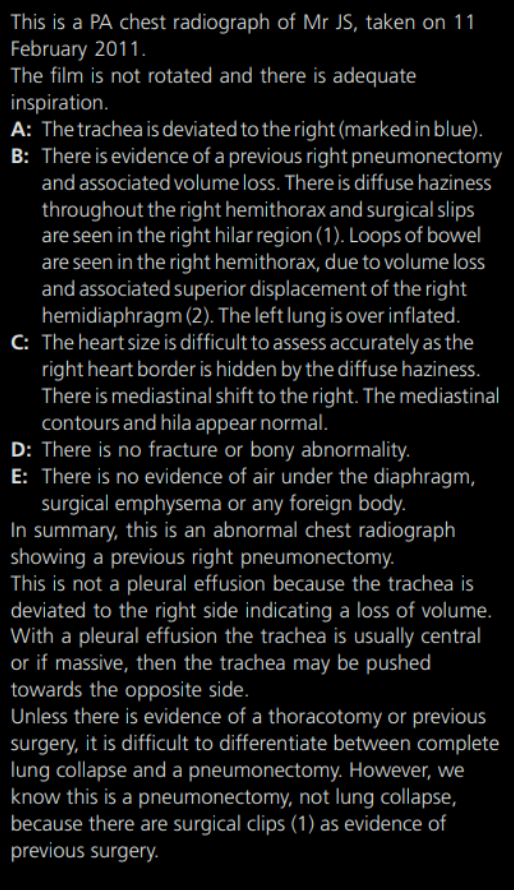 This is a PA chest radiograph of Mr JS, taken on 11
February 2011.
The film is not rotated and there is adequate
inspiration.
A: The trachea is deviated to the right (marked in blue).
B: There is evidence of a previous right pneumonectomy
and associated volume loss. There is diffuse haziness
throughout the right hemithorax and surgical slips
are seen in the right hilar region (1). Loops of bowel
are seen in the right hemithorax, due to volume loss
and associated superior displacement of the right
hemidiaphragm (2). The left lung is over inflated.
C: The heart size is difficult to assess accurately as the
right heart border is hidden by the diffuse haziness.
There is mediastinal shift to the right. The mediastinal
contours and hila appear normal.
D: There is no fracture or bony abnormality.
E: There is no evidence of air under the diaphragm,
surgical emphysema or any foreign body.
In summary, this is an abnormal chest radiograph
showing a previous right pneumonectomy.
This is not a pleural effusion because the trachea is
deviated to the right side indicating a loss of volume.
With a pleural effusion the trachea is usually central
or if massive, then the trachea may be pushed
towards the opposite side.
Unless there is evidence of a thoracotomy or previous
surgery, it is difficult to differentiate between complete
lung collapse and a pneumonectomy. However, we
know this is a pneumonectomy, not lung collapse,
because there are surgical clips (1) as evidence of
previous surgery.